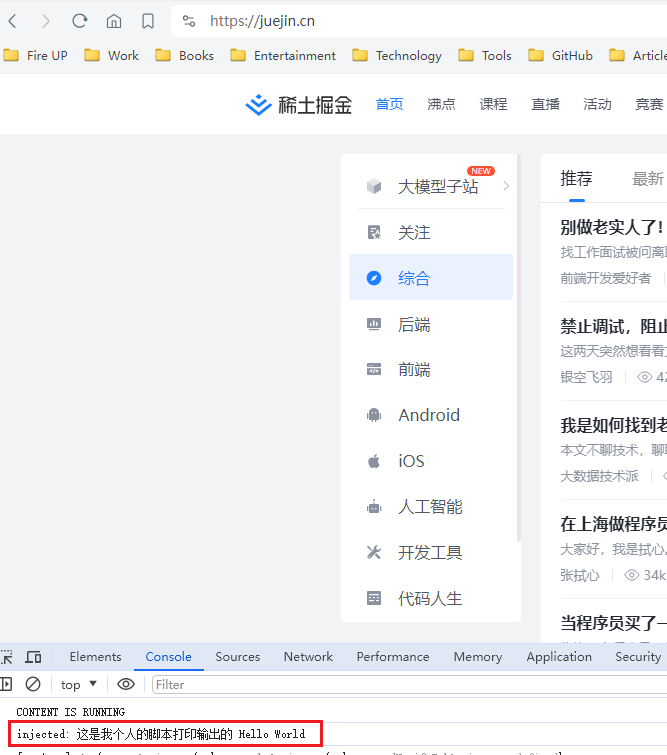 https://juejin.cn
Fire UP Work Books Entertainment Technology Tools GitHub Article
稀土掘金 首页 沸点 课程 直播 活动 竞赛
大模型子站 NEW
关注
综合
后端
前端
Android
iOS
人工智能
开发工具
代码人生
推荐 最新
别做老实人了!
找工作面试被问离
前端开发爱好者
禁止调试,阻止
这两天突然想看看
银空飞羽 42
我是如何找到老
本文不聊技术,聊
大数据技术派
在上海做程序员
大家好,我是拭心
张拭心 34k
当程序员买了一
Elements Console Sources Network Performance Memory Application Security
top Filter
CONTENT IS RUNNING
injected: 这是我个人的脚本打印输出的 Hello World